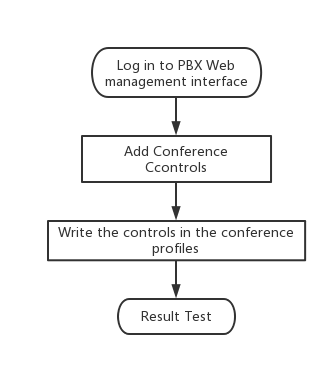 Log in to PBX Web
management interface
Add Conference
Ccontrols
Write the controls in the conference
profiles
Result Test